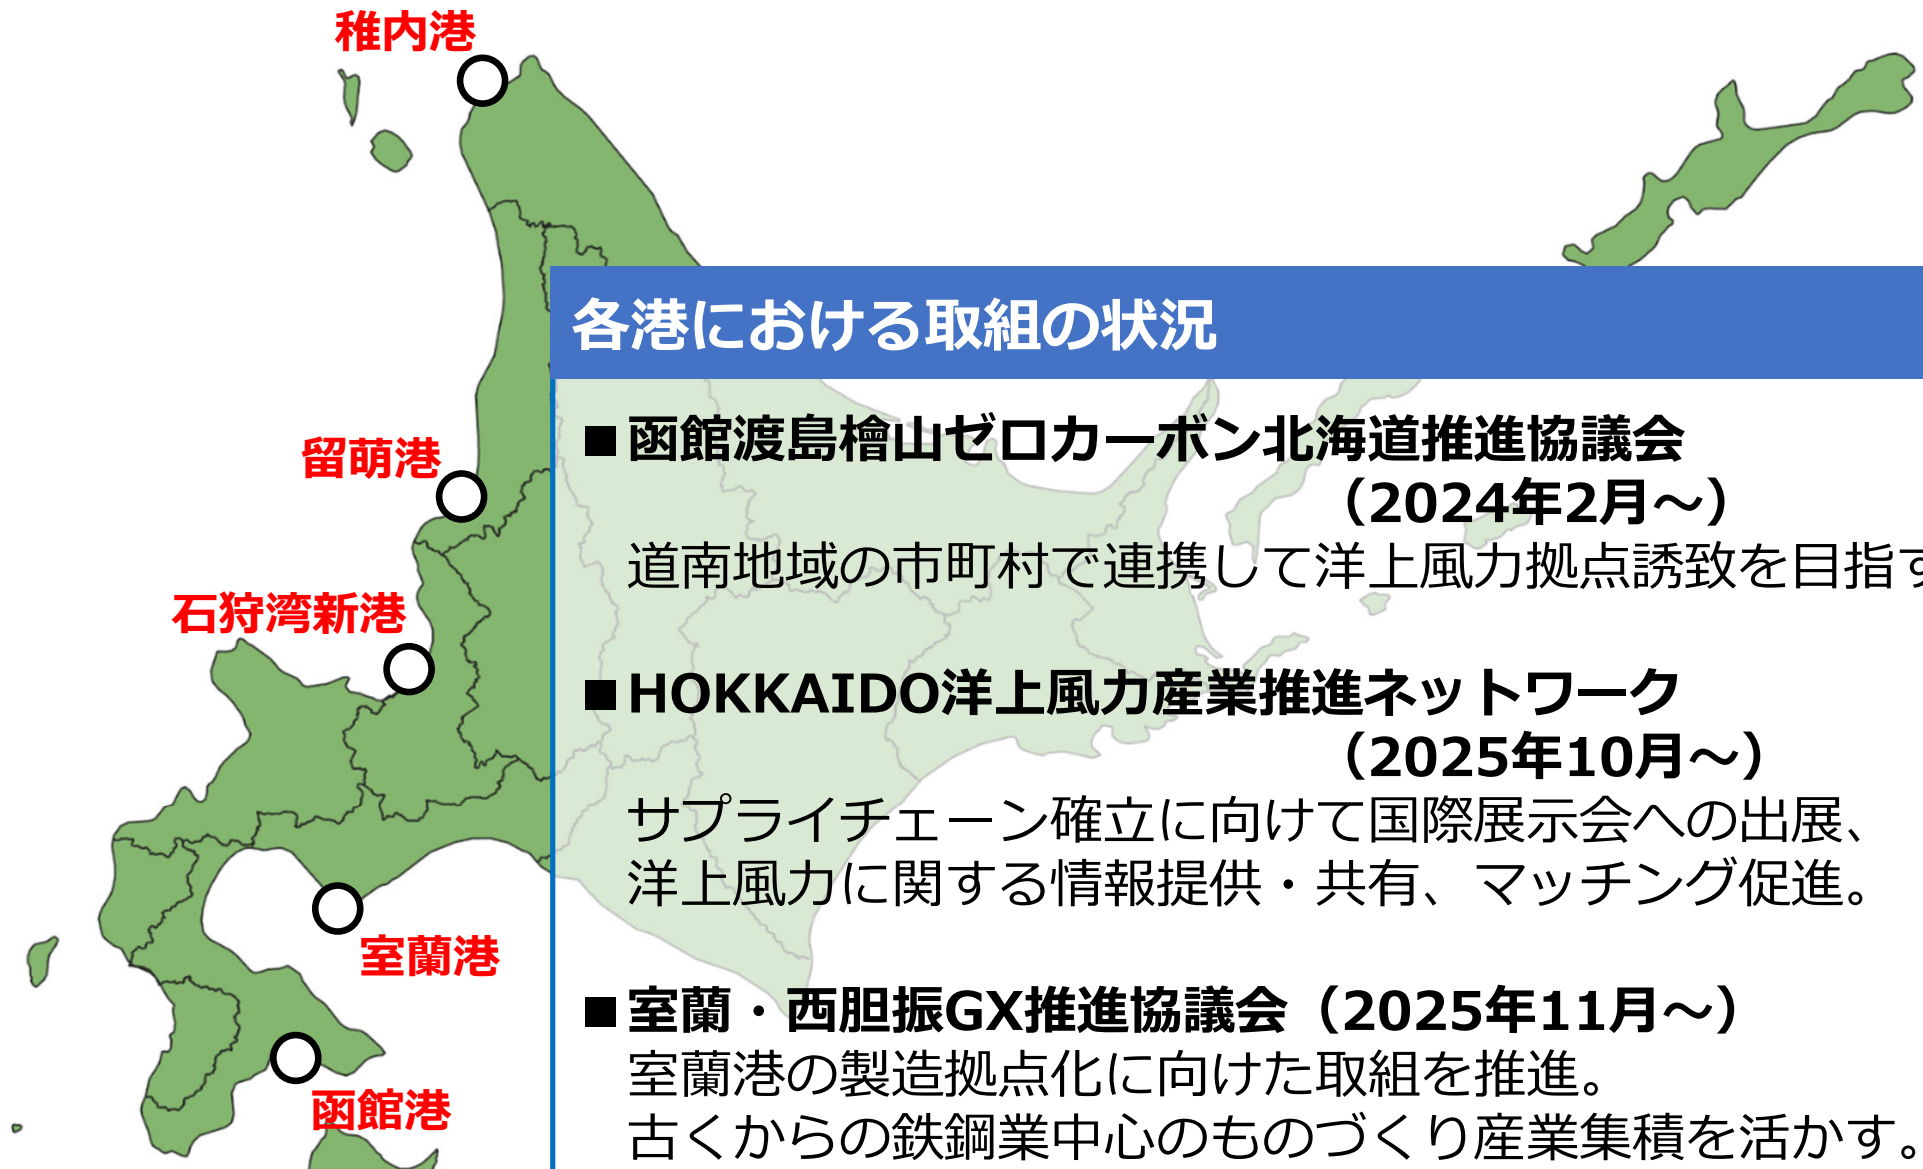 稚内港
留萌港
石狩湾新港
室蘭港
函館港
各港における取組の状況
■函館渡島檜山ゼロカーボン北海道推進協議会
（2024年2月～）
道南地域の市町村で連携して洋上風力拠点誘致を目指す
■HOKKAIDO洋上風力産業推進ネットワーク
（2025年10月～）
サプライチェーン確立に向けて国際展示会への出展、
洋上風力に関する情報提供・共有、マッチング促進。
■室蘭・西胆振GX推進協議会（2025年11月～）
室蘭港の製造拠点化に向けた取組を推進。
古くからの鉄鋼業中心のものづくり産業集積を活かす。